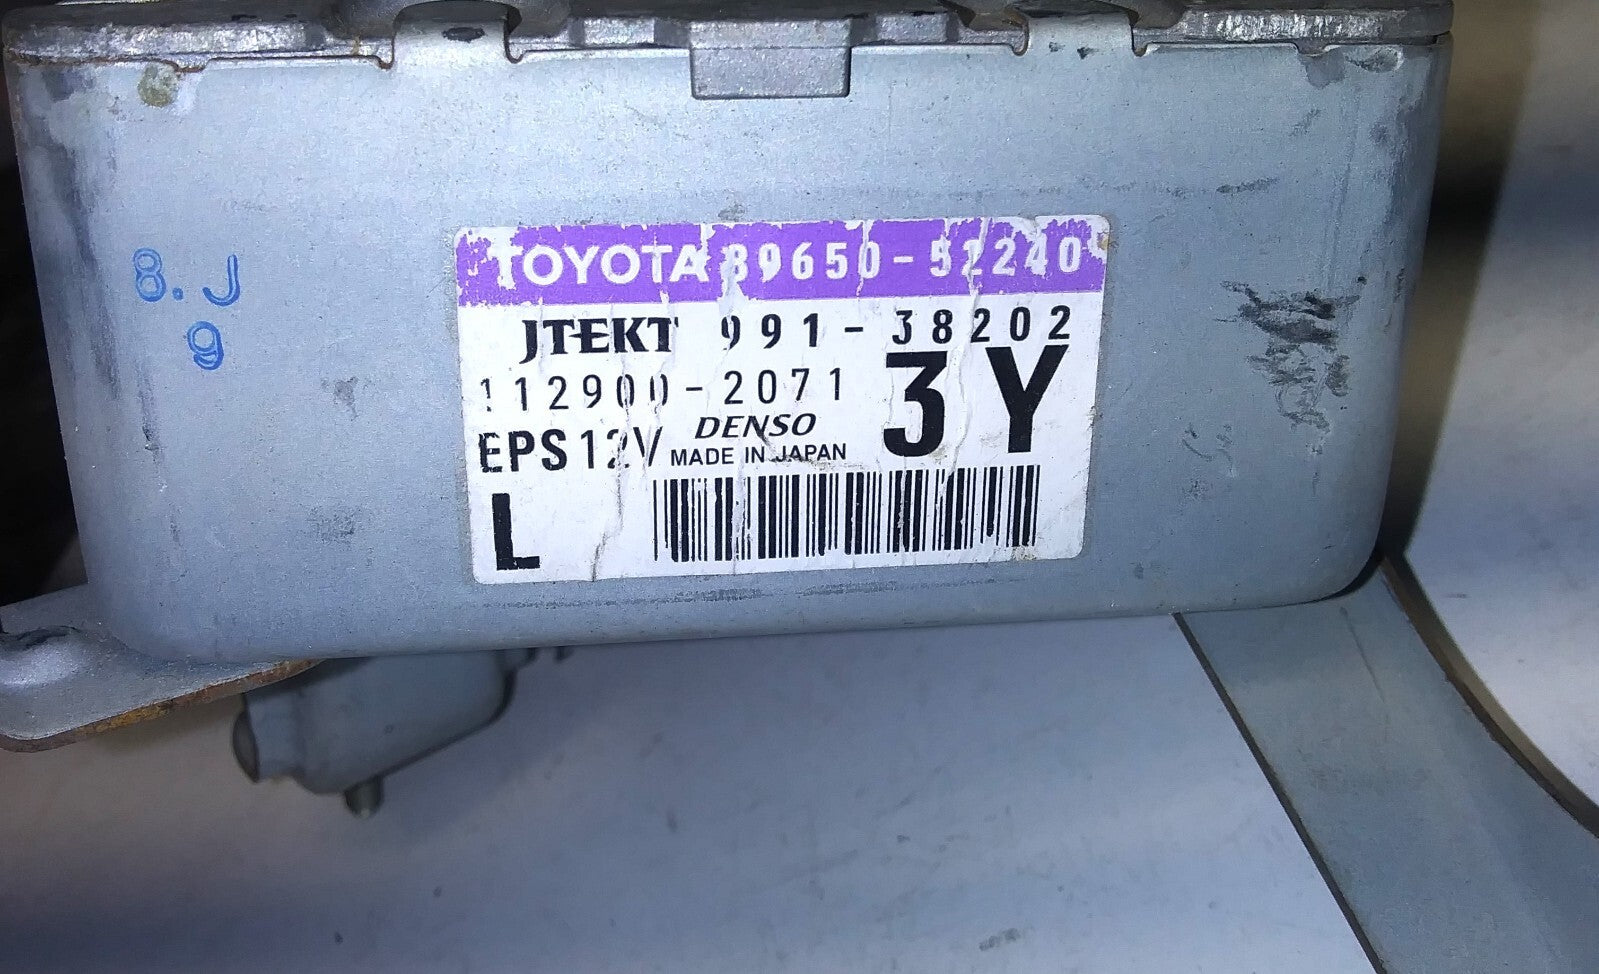 8.J
9
TOYOTA 89650-52240
JTEKT 991-38202
112900-2071 3Y
EPS12V DENSO
MADE IN JAPAN
L